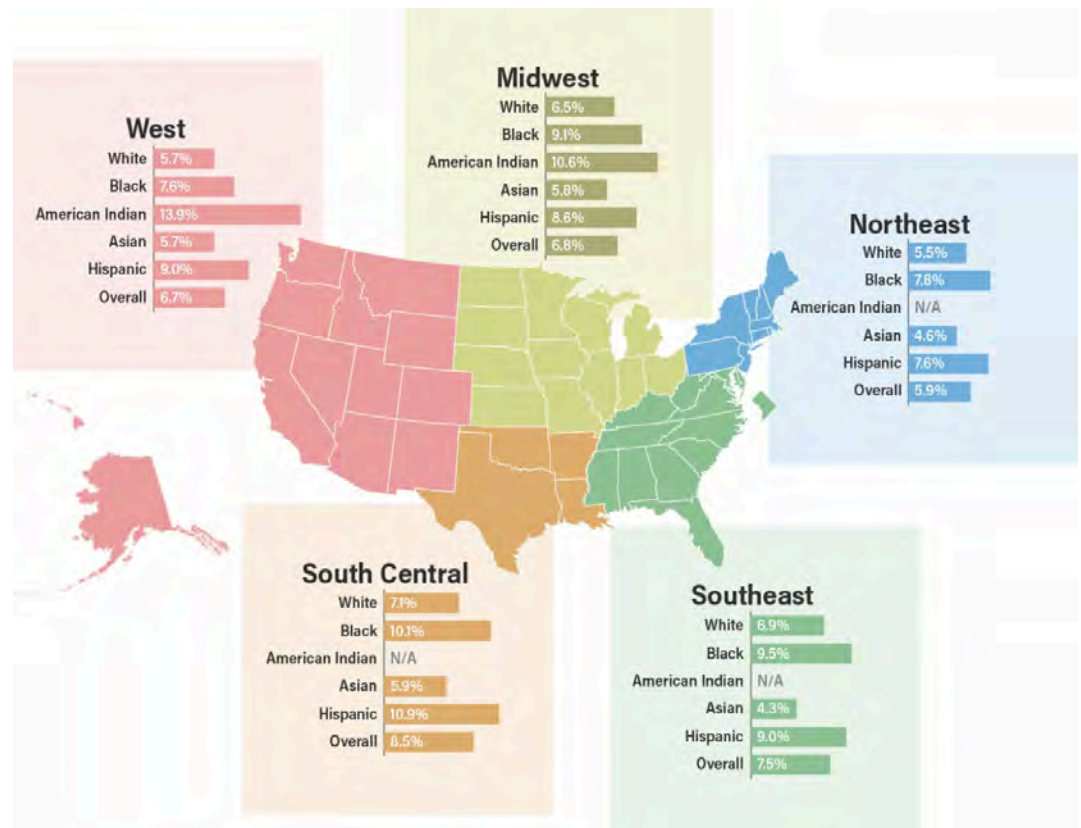 Midwest
White 6.5%
Black 9.1%
American Indian 10.6%
Asian 5.8%
Hispanic 8.6%
Overall 6.8%
West
White 5.7%
Black 7.6%
American Indian 13.9%
Asian 5.7%
Hispanic 9.0%
Overall 6.7%
Northeast
White 5.5%
Black 7.8%
American Indian N/A
Asian 4.6%
Hispanic 7.6%
Overall 5.9%
South Central
White 7.1%
Black 10.1%
American Indian N/A
Asian 5.9%
Hispanic 10.9%
Overall 8.5%
Southeast
White 6.9%
Black 9.5%
American Indian N/A
Asian 4.3%
Hispanic 9.0%
Overall 7.5%